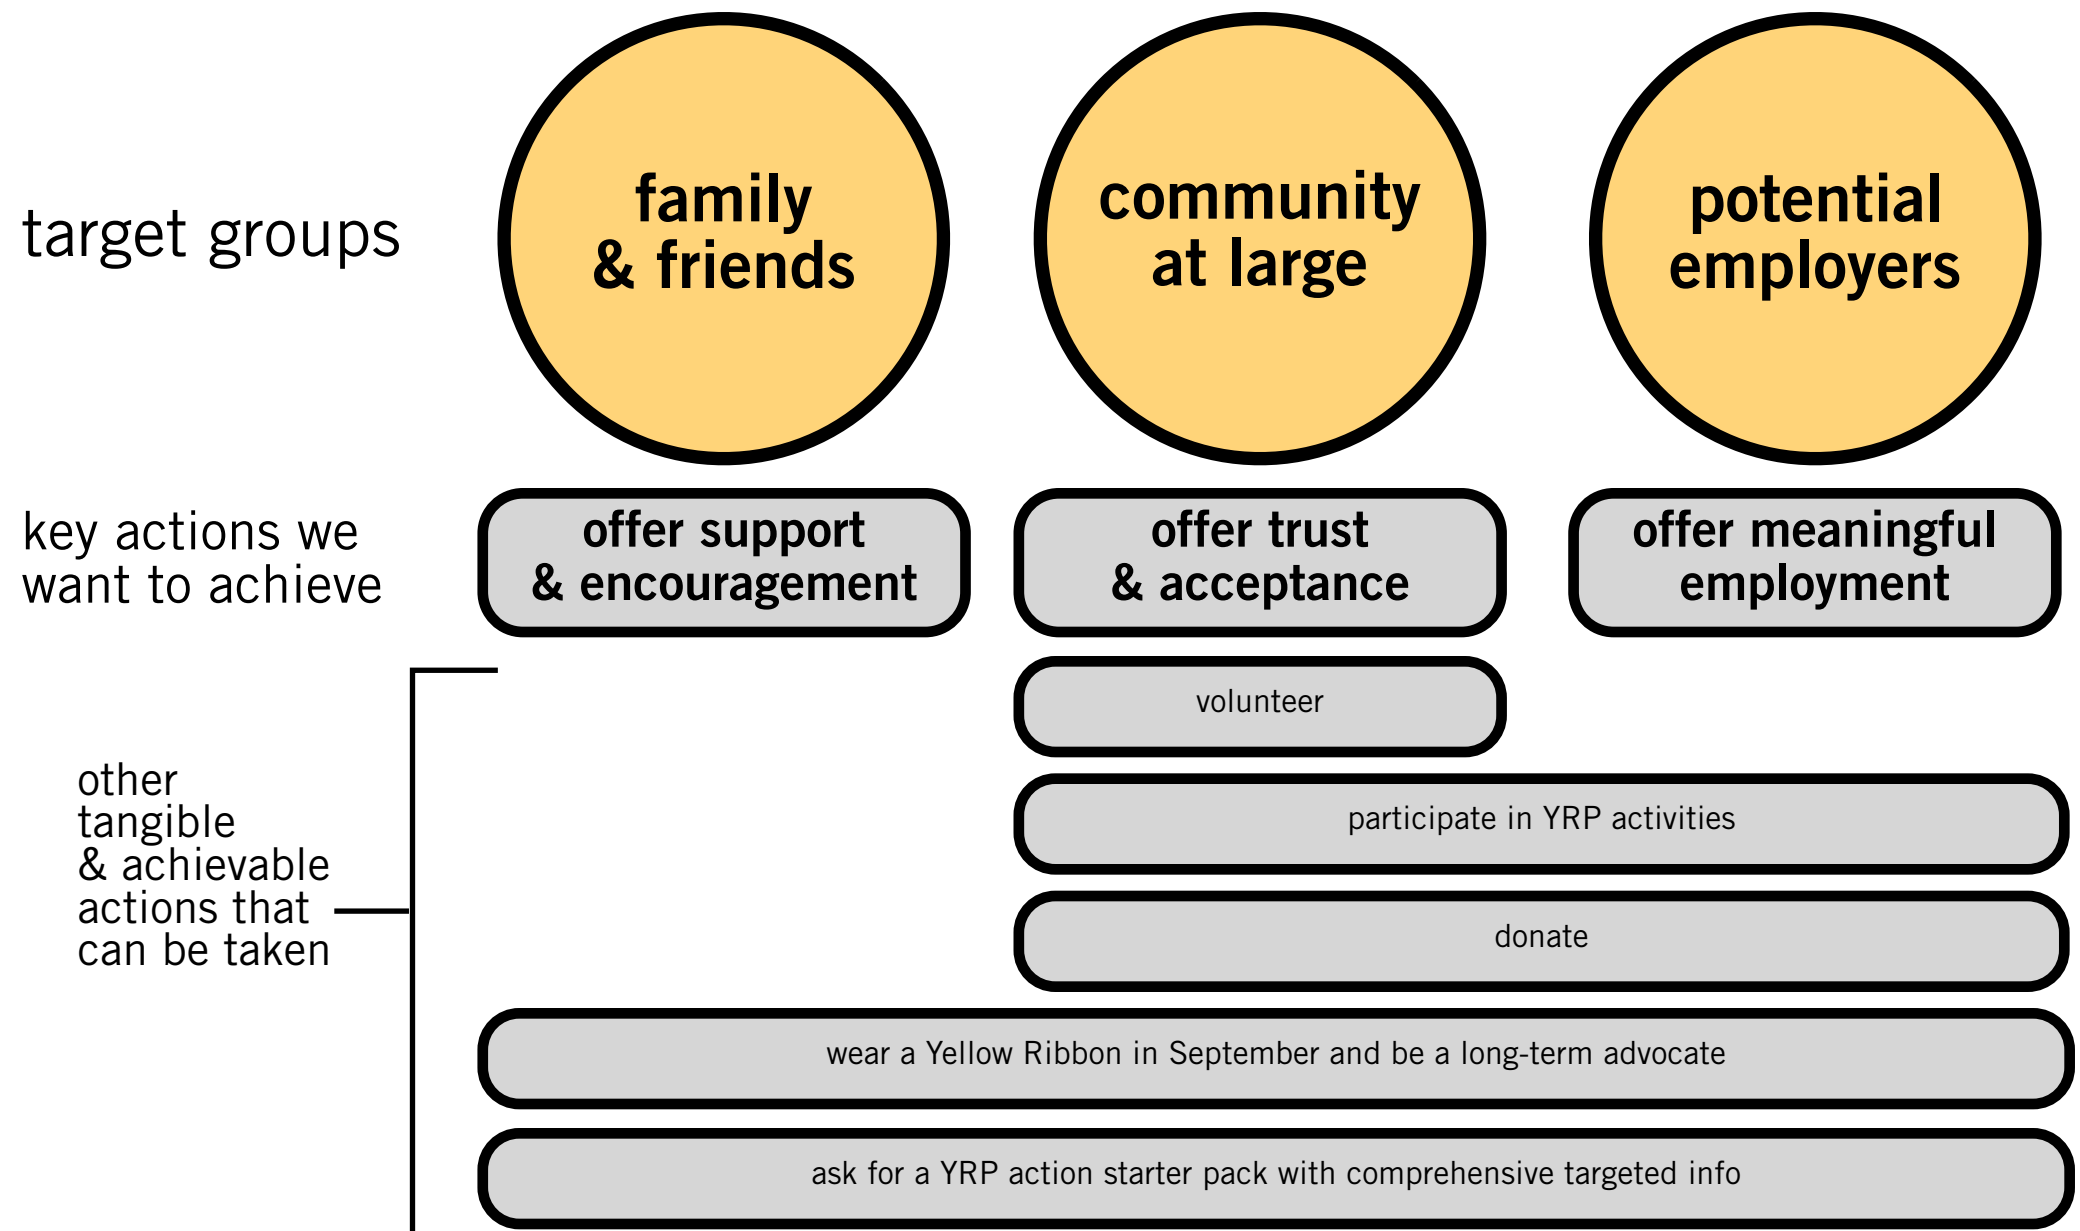 target groups
family
& friends
community
at large
potential
employers
key actions we
want to achieve
offer support
& encouragement
offer trust
& acceptance
offer meaningful
employment
other
tangible
& achievable
actions that
can be taken
volunteer
participate in YRP activities
donate
wear a Yellow Ribbon in September and be a long-term advocate
ask for a YRP action starter pack with comprehensive targeted info